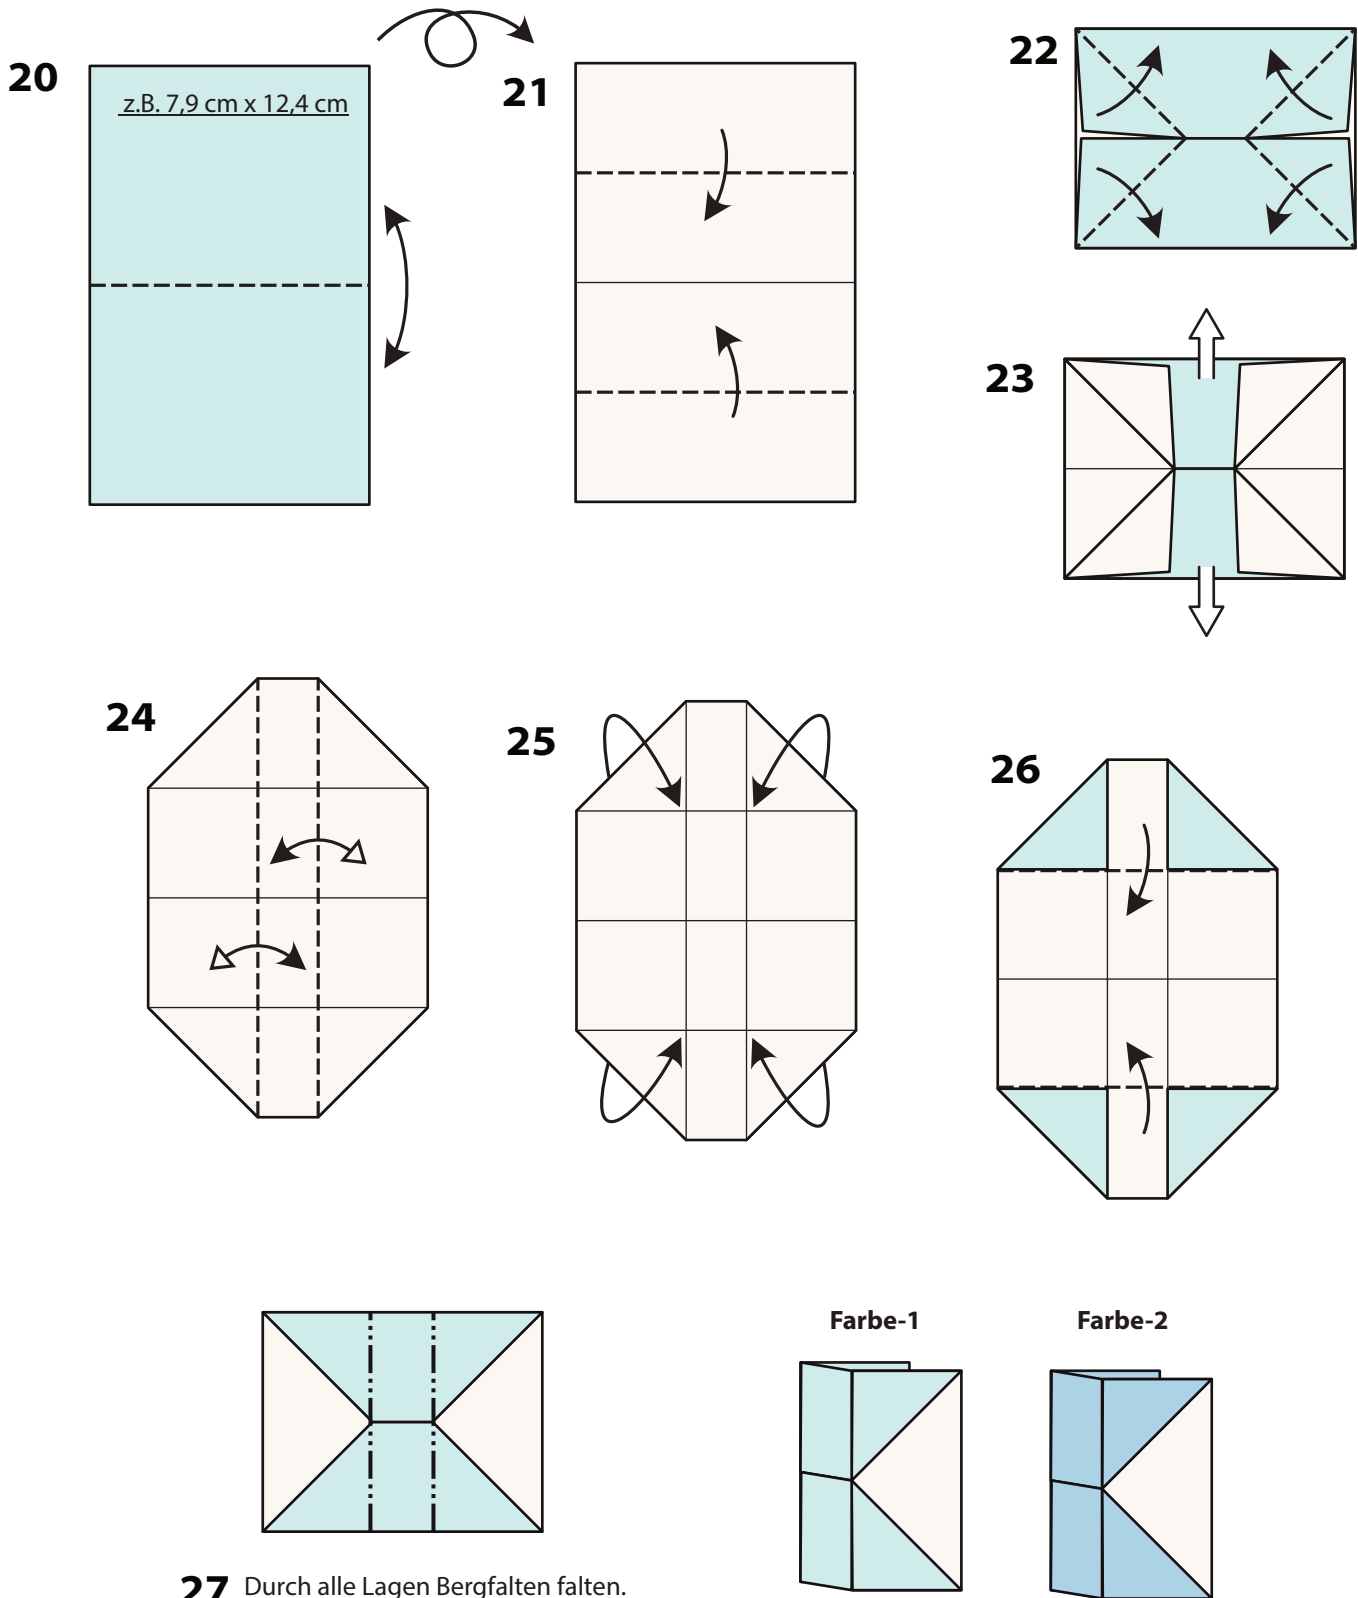 20
z.B. 7,9 cm x 12,4 cm
21
22
23
24
25
26
27 Durch alle Lagen Bergfalten falten.
Farbe-1
Farbe-2